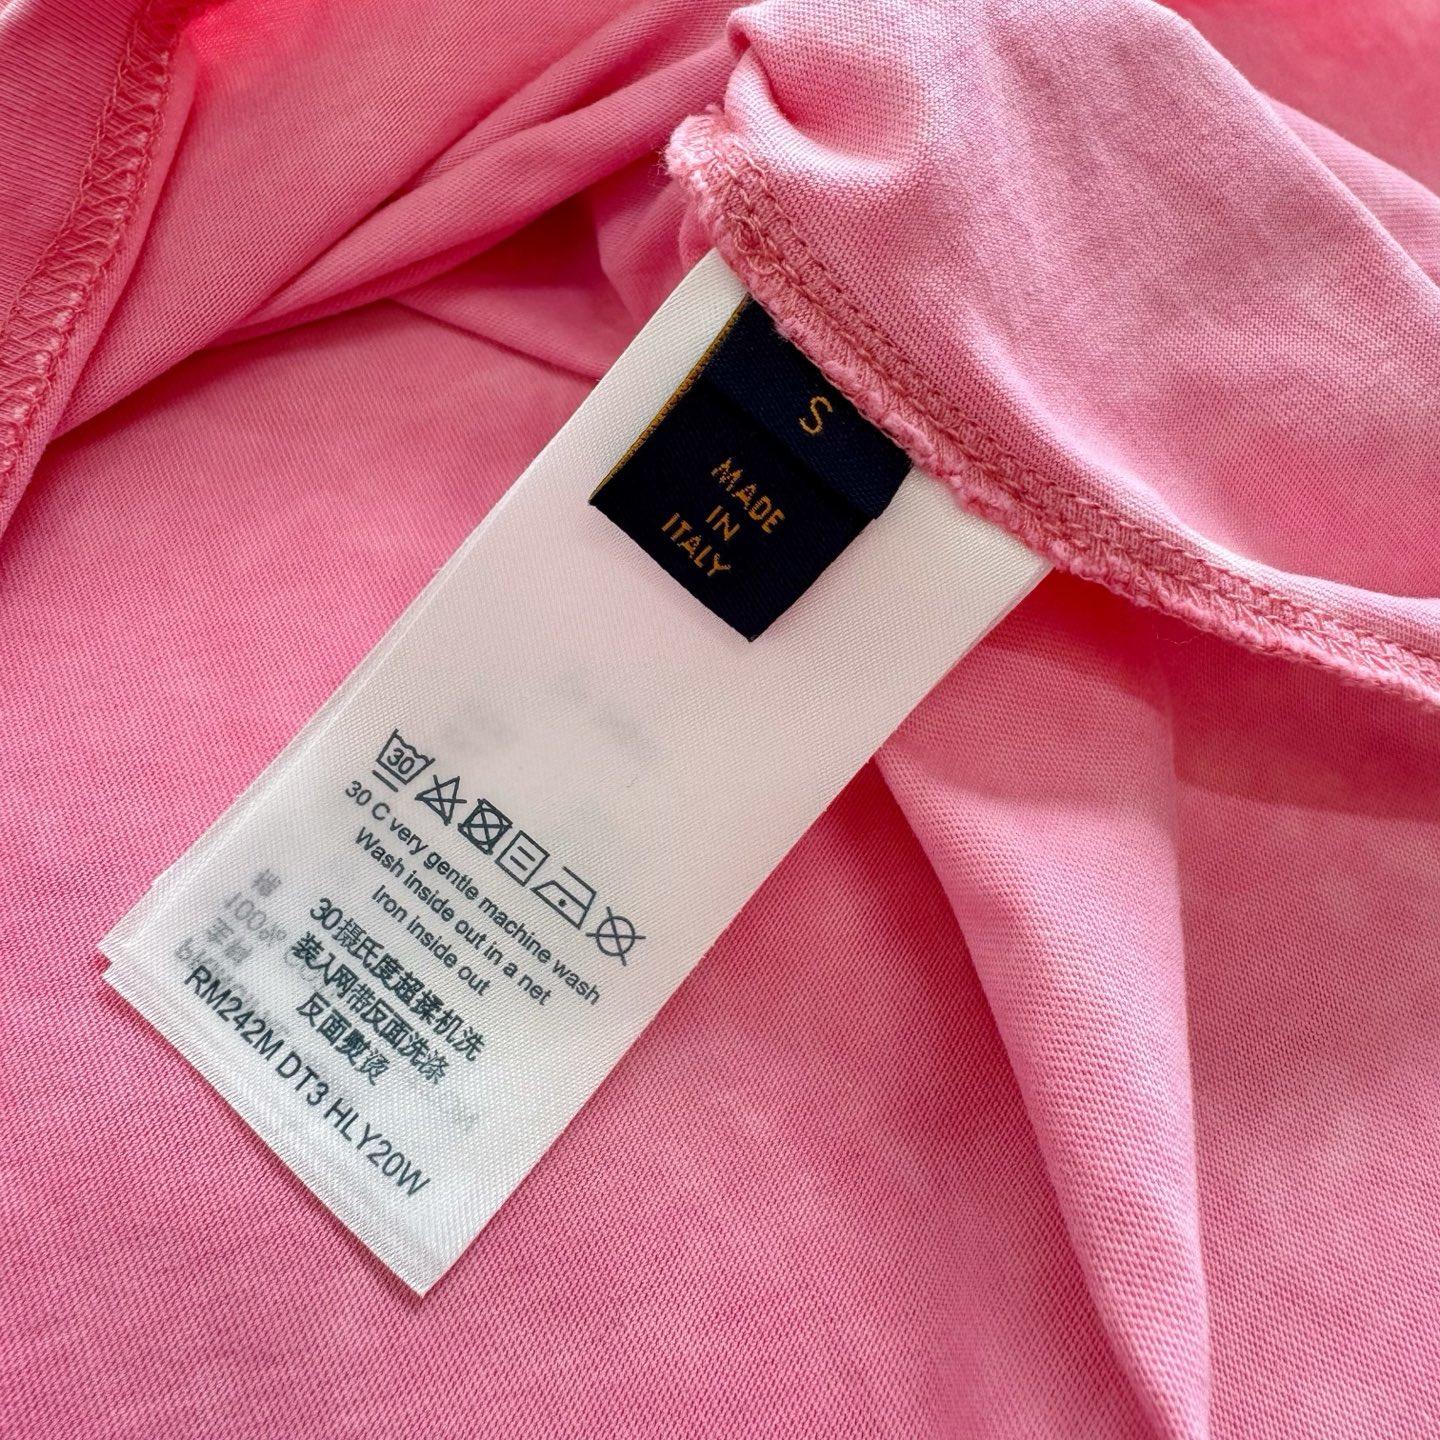 S
MADE
IN
ITALY
30
30 C very gentle machine wash
Wash inside out in a net
Iron inside out
30摄氏度超柔机洗
装入网带反面洗涤
反面熨烫
RM242M DT3 HLY20W
100%